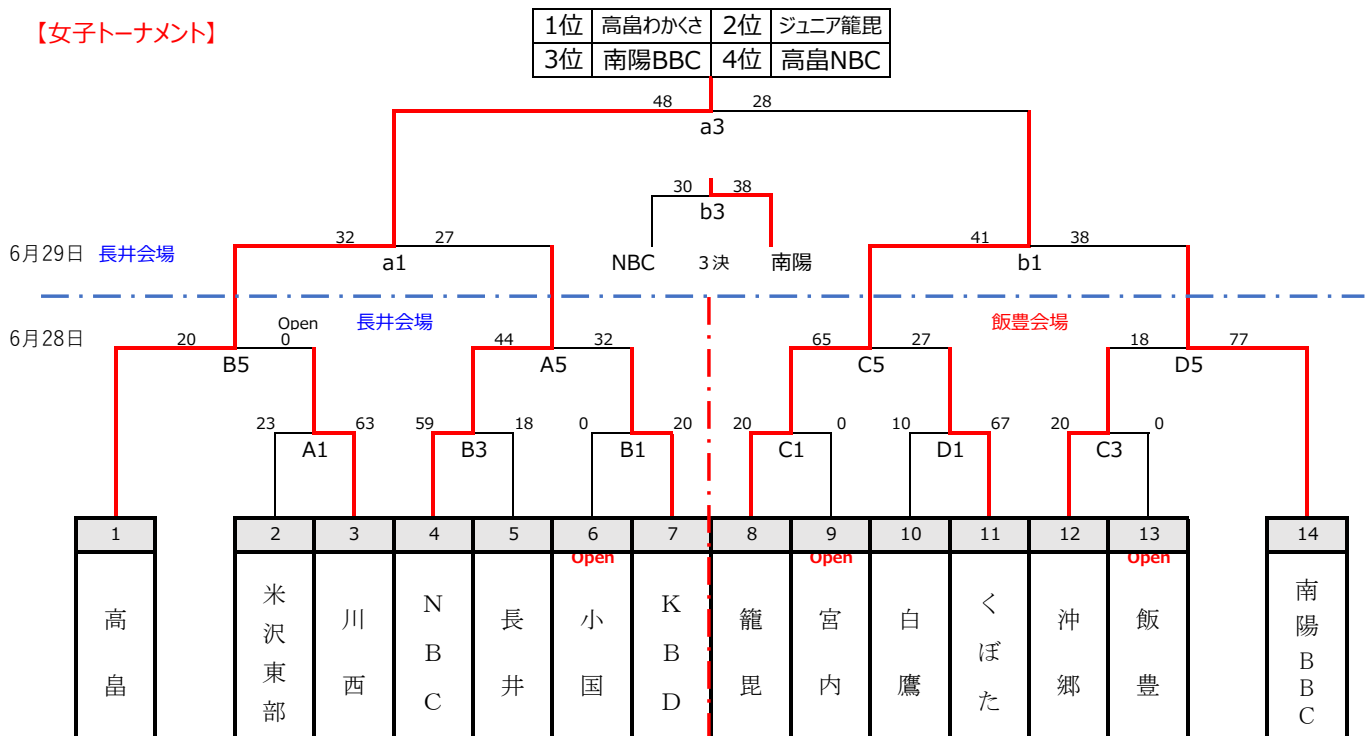 【女子トーナメント】
1位 高畠わかくさ 2位 ジュニア籠毘
3位 南陽BBC 4位 高畠NBC
48 28
a3
30 38
b3
32 27 41 38
6月29日 長井会場 a1 NBC 3決 南陽 b1
6月28日 長井会場 飯豊会場
20 Open 0 44 32 65 27 18 77
B5 A5 C5 D5
23 63 59 18 0 20 20 0 10 67 20 0
A1 B3 B1 C1 D1 C3
1 2 3 4 5 6 7 8 9 10 11 12 13 14
Open Open Open
高畠
米沢東部
川西
NBC
長井
小国
KBD
籠毘
宮内
白鷹
くぼた
沖郷
飯豊
南陽BBC